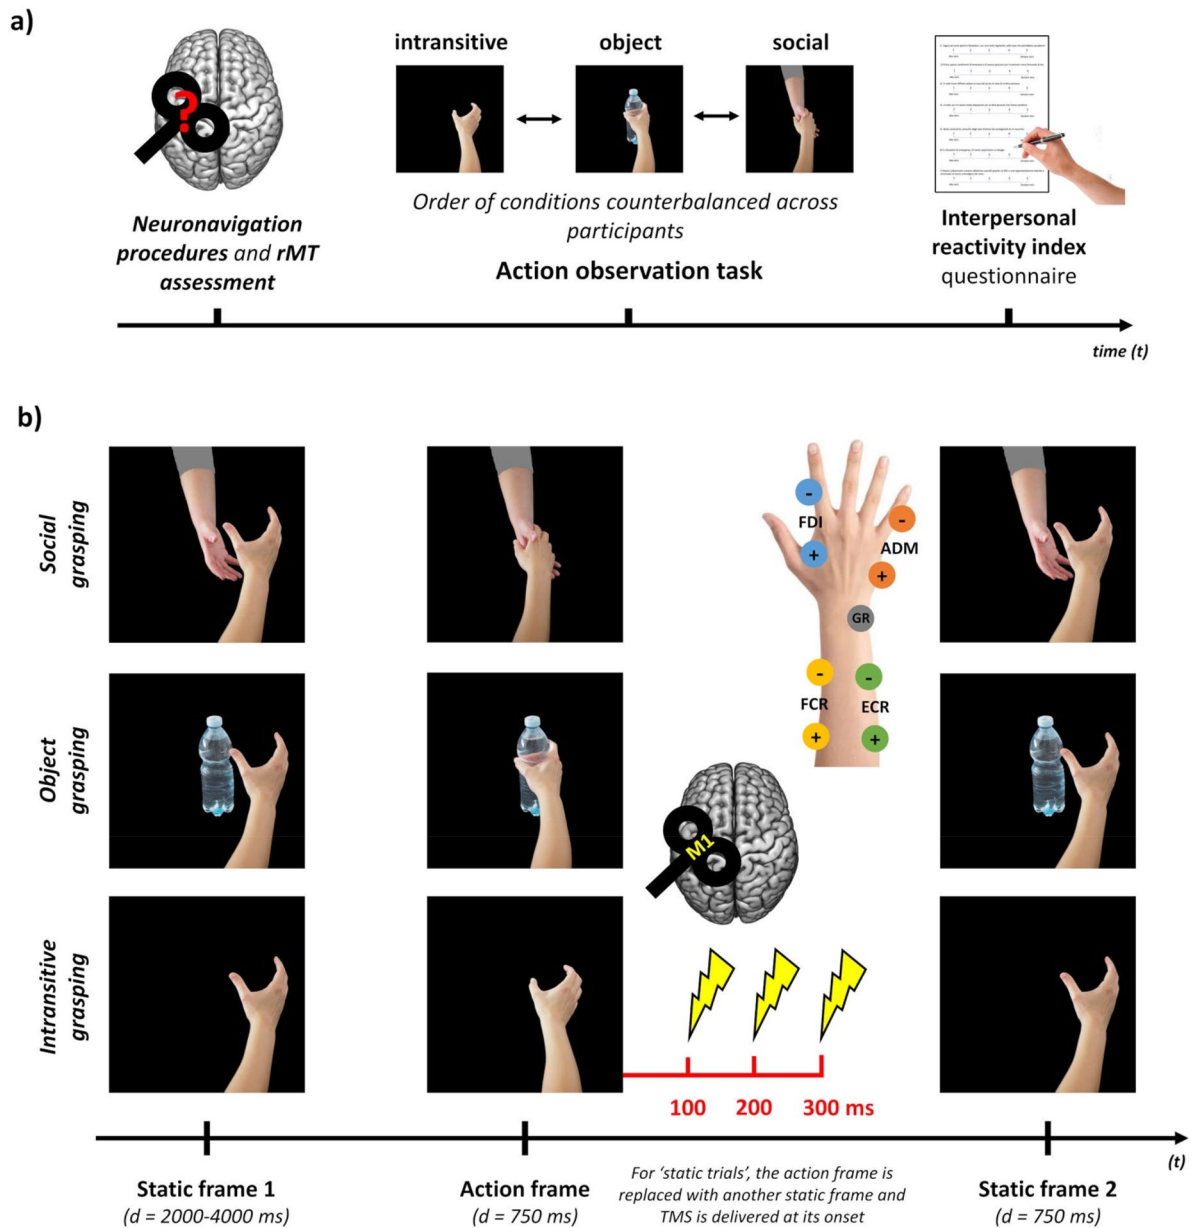 a)
intransitive
object
social
Order of conditions counterbalanced across
participants
Neuronavigation
procedures and rMT
assessment
Action observation task
Interpersonal
reactivity index
questionnaire
time (t)
b)
Social
grasping
Object
grasping
Intransitive
grasping
-
FDI
+
-
ADM
+
GR
-
FCR
+
-
ECR
+
M1
100
200
300 ms
(t)
Static frame 1
(d = 2000-4000 ms)
Action frame
(d = 750 ms)
For ‘static trials’, the action frame is
replaced with another static frame and
TMS is delivered at its onset
Static frame 2
(d = 750 ms)
?